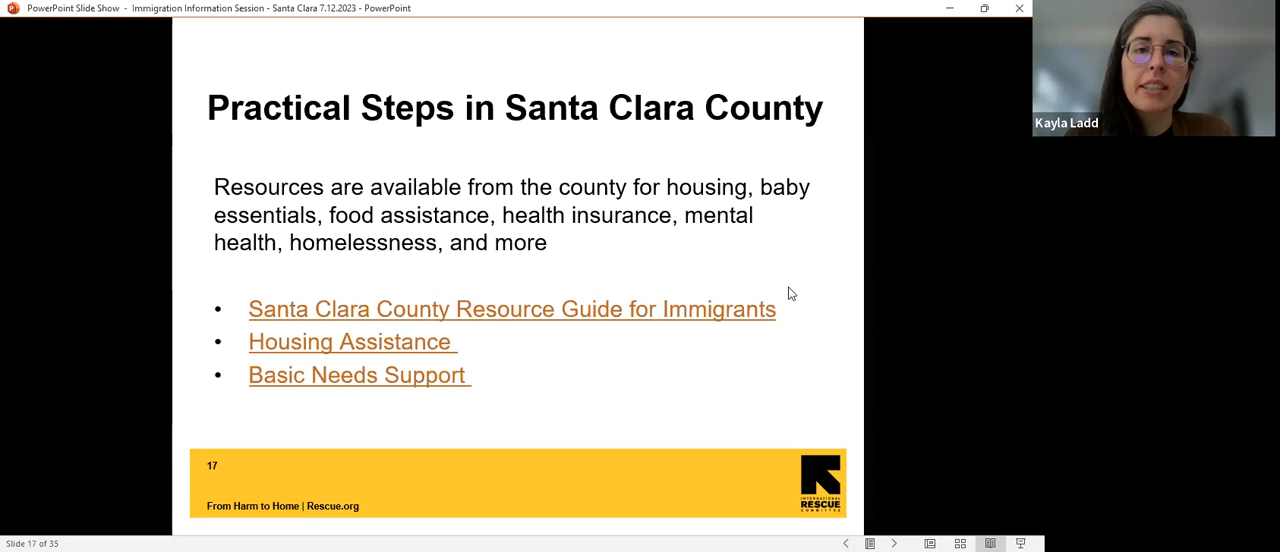 PowerPoint Slide Show - Immigration Information Session - Santa Clara 7.12.2023 - PowerPoint
Kayla Ladd
Practical Steps in Santa Clara County
Resources are available from the county for housing, baby
essentials, food assistance, health insurance, mental
health, homelessness, and more
• Santa Clara County Resource Guide for Immigrants
• Housing Assistance
• Basic Needs Support
17
From Harm to Home | Rescue.org
INTERNATIONAL
RESCUE
COMMITTEE
Slide 17 of 35